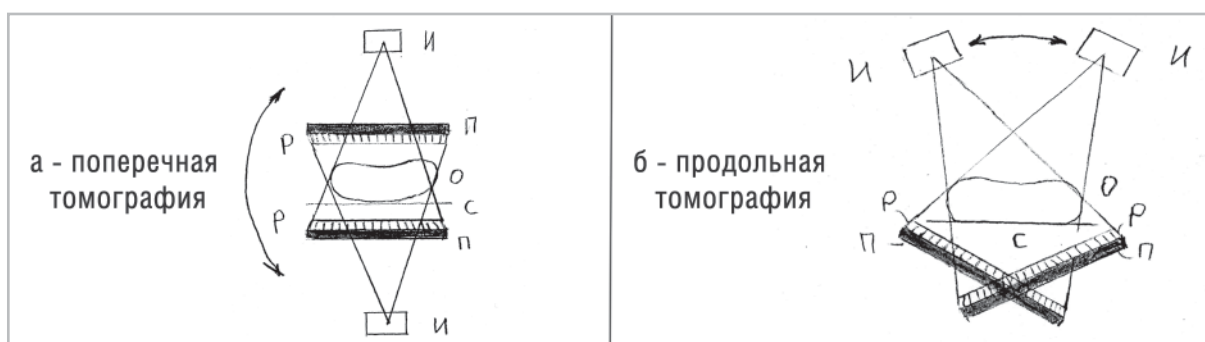 И
П
Р
а - поперечная
томография
О
С
Р
П
И
И
И
б - продольная
томография
О
Р
Р
П
С
П